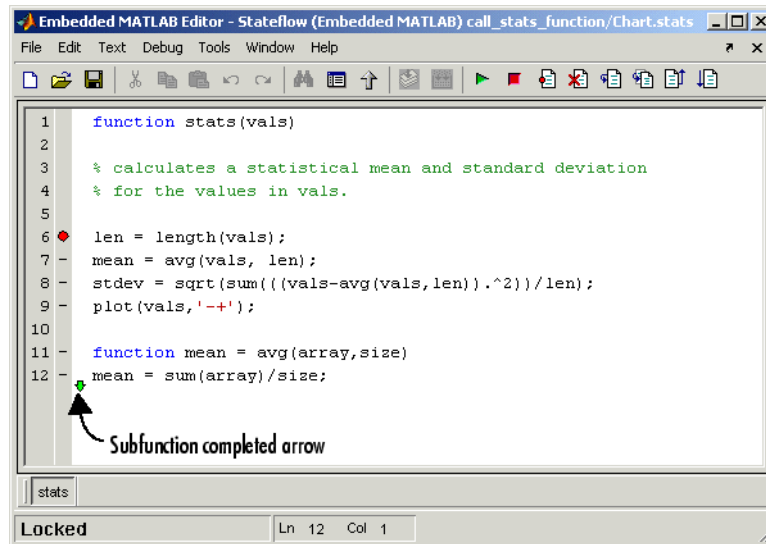 Embedded MATLAB Editor - Stateflow (Embedded MATLAB) call_stats_function/Chart.stats
File Edit Text Debug Tools Window Help
1 function stats(vals)
2
3 % calculates a statistical mean and standard deviation
4 % for the values in vals.
5
6 len = length(vals);
7 - mean = avg(vals, len);
8 - stdev = sqrt(sum(((vals-avg(vals,len)).^2))/len);
9 - plot(vals,'-+');
10
11 - function mean = avg(array,size)
12 - mean = sum(array)/size;
Subfunction completed arrow
stats
Locked Ln 12 Col 1